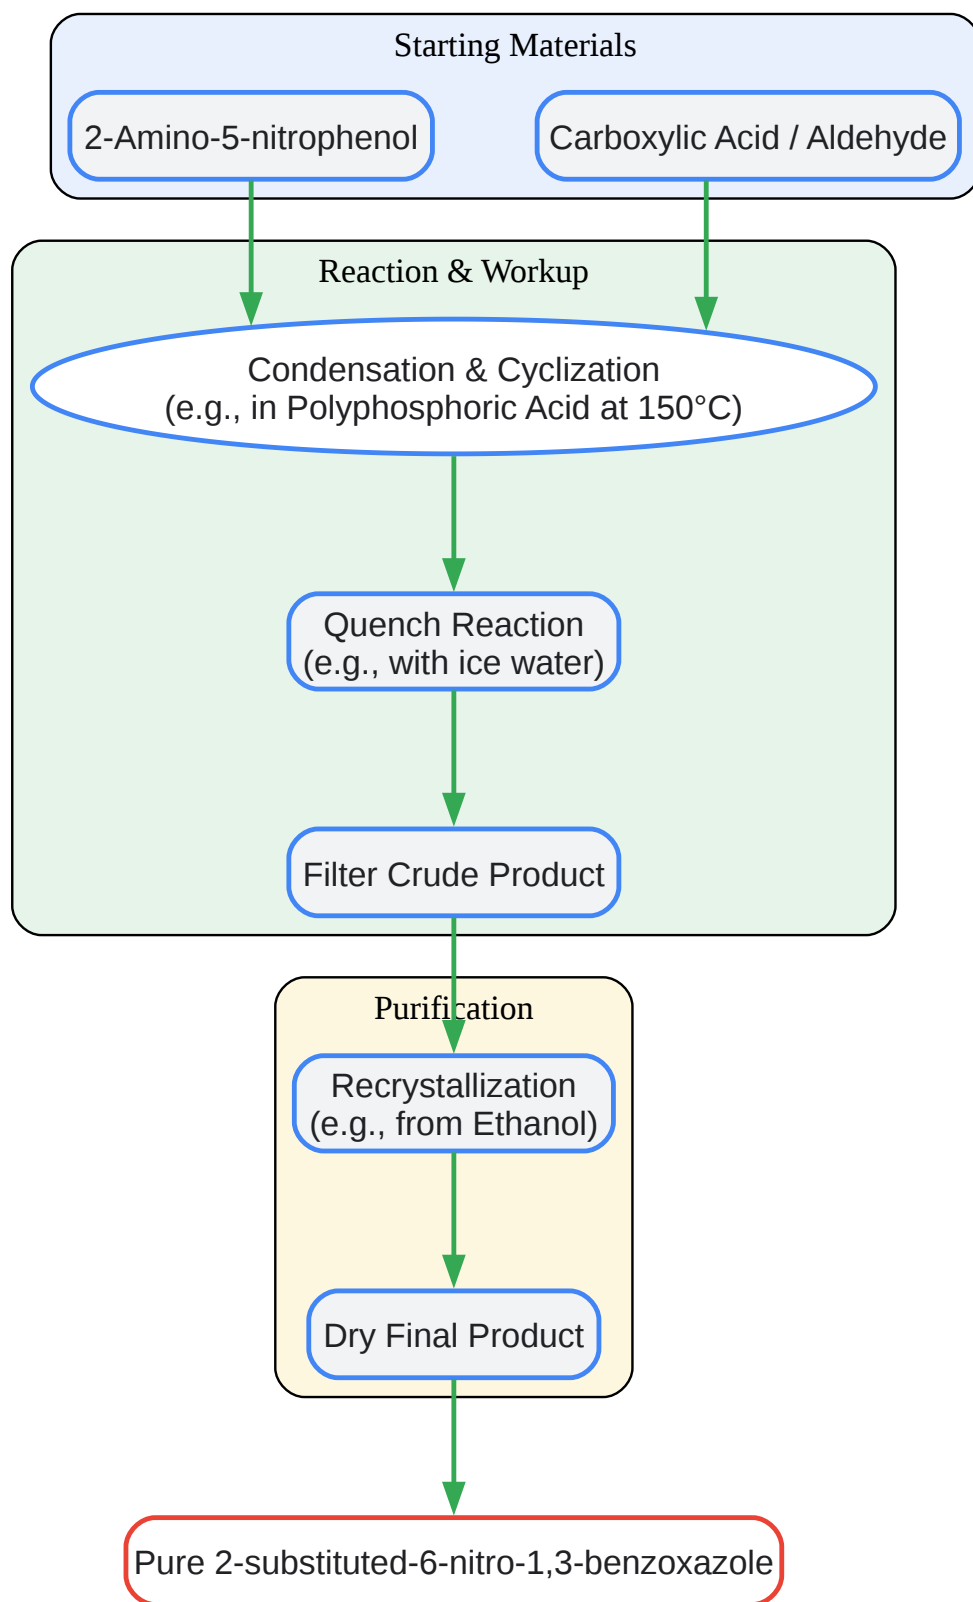 Starting Materials
2-Amino-5-nitrophenol
Carboxylic Acid / Aldehyde
Reaction & Workup
Condensation & Cyclization
(e.g., in Polyphosphoric Acid at 150°C)
Quench Reaction
(e.g., with ice water)
Filter Crude Product
Purification
Recrystallization
(e.g., from Ethanol)
Dry Final Product
Pure 2-substituted-6-nitro-1,3-benzoxazole